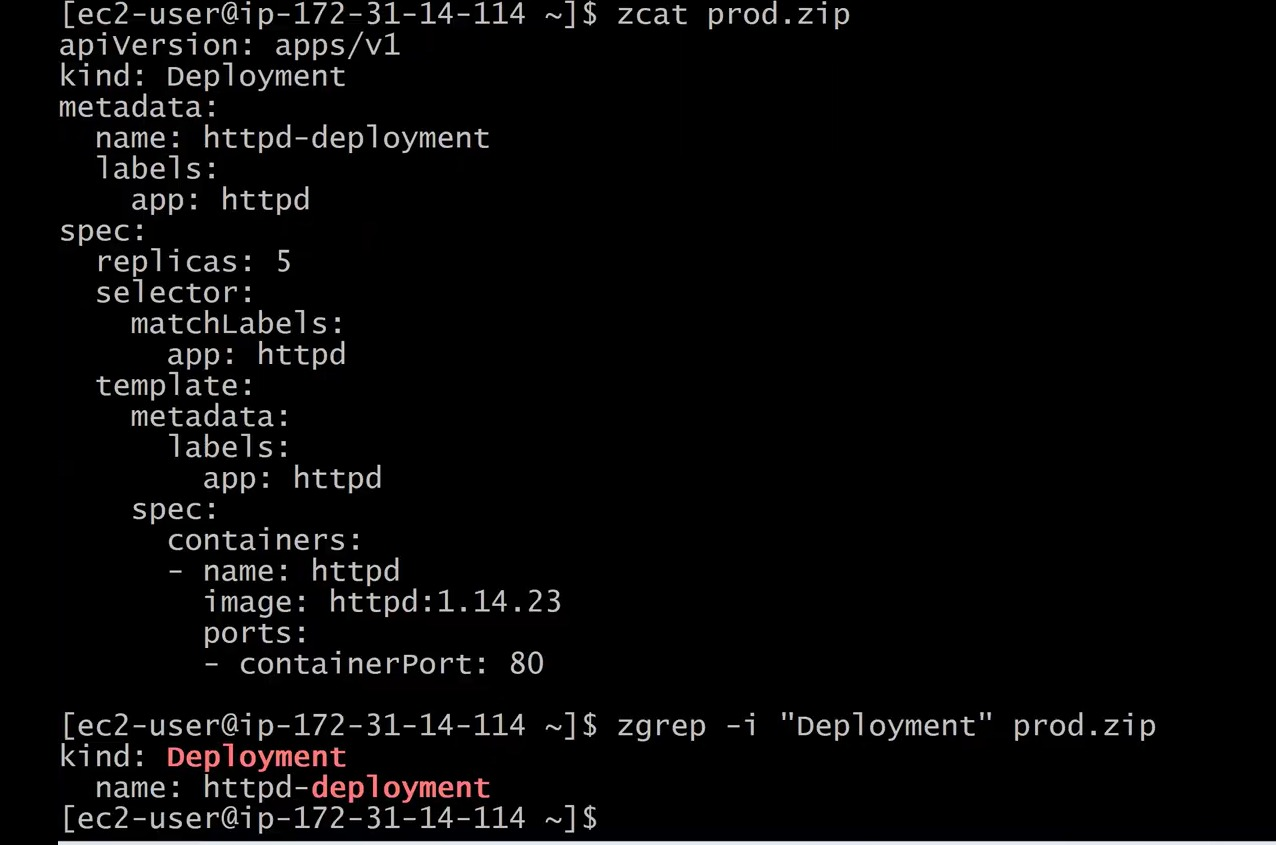 [ec2-user@ip-172-31-14-114 ~]$ zcat prod.zip
apiVersion: apps/v1
kind: Deployment
metadata:
  name: httpd-deployment
  labels:
    app: httpd
spec:
  replicas: 5
  selector:
    matchLabels:
      app: httpd
  template:
    metadata:
      labels:
        app: httpd
    spec:
      containers:
      - name: httpd
        image: httpd:1.14.23
        ports:
        - containerPort: 80
[ec2-user@ip-172-31-14-114 ~]$ zgrep -i "Deployment" prod.zip
kind: Deployment
  name: httpd-deployment
[ec2-user@ip-172-31-14-114 ~]$